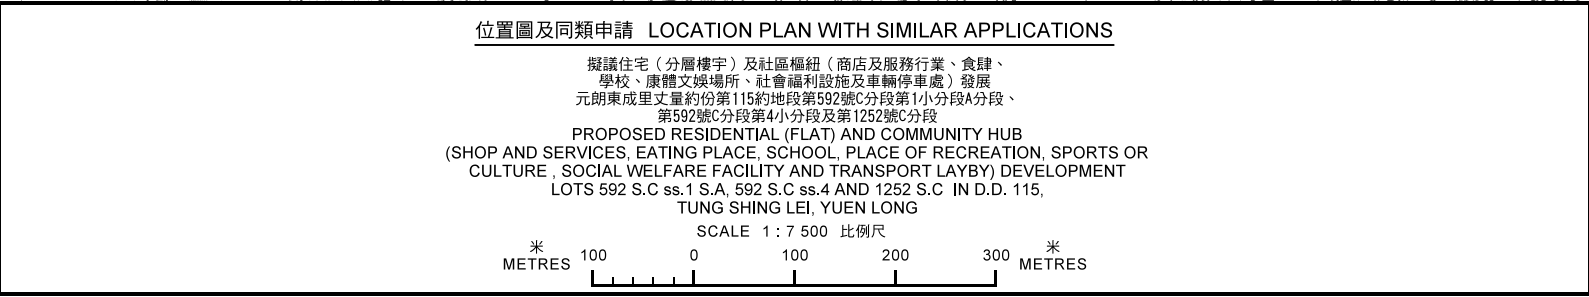 位置圖及同類申請 LOCATION PLAN WITH SIMILAR APPLICATIONS
擬議住宅（分層樓宇）及社區樞紐（商店及服務行業、食肆、
學校、康體文娛場所、社會福利設施及車輛停車處）發展
元朗東成里丈量約份第115約地段第592號C分段第1小分段A分段、
第592號C分段第4小分段及第1252號C分段
PROPOSED RESIDENTIAL (FLAT) AND COMMUNITY HUB
(SHOP AND SERVICES, EATING PLACE, SCHOOL, PLACE OF RECREATION, SPORTS OR
CULTURE , SOCIAL WELFARE FACILITY AND TRANSPORT LAYBY) DEVELOPMENT
LOTS 592 S.C ss.1 S.A, 592 S.C ss.4 AND 1252 S.C IN D.D. 115,
TUNG SHING LEI, YUEN LONG
SCALE 1 : 7 500 比例尺
米 METRES 100 0 100 200 300 米 METRES